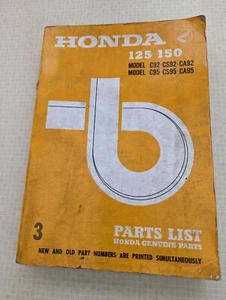 HONDA
125 150
MODEL C92·CS92·CA92
MODEL C95·CS95·CA95
3
PARTS LIST
HONDA GENUINE PARTS
NEW AND OLD PART NUMBERS ARE PRINTED SIMULTANEOUSLY